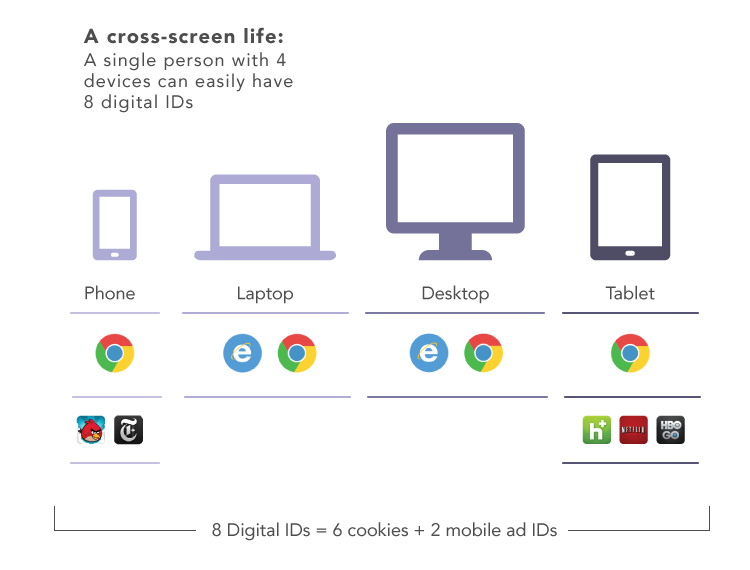 A cross-screen life:
A single person with 4
devices can easily have
8 digital IDs
Phone
Laptop
Desktop
Tablet
e
e
T
h+
NETFLIX
HBO
GO
8 Digital IDs = 6 cookies + 2 mobile ad IDs